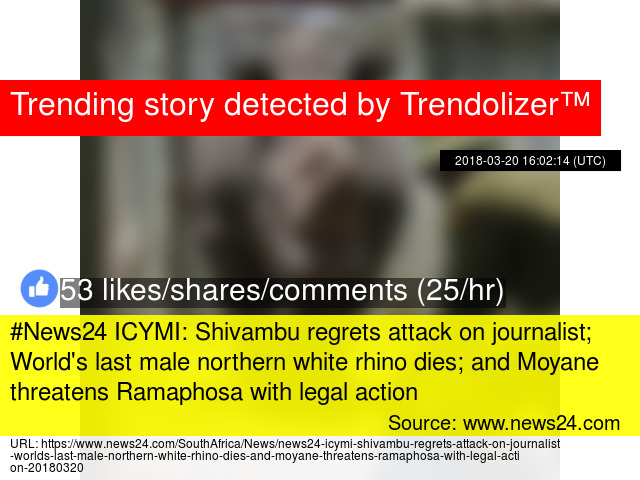 Trending story detected by Trendolizer™
2018-03-20 16:02:14 (UTC)
53 likes/shares/comments (25/hr)
#News24 ICYMI: Shivambu regrets attack on journalist;
World's last male northern white rhino dies; and Moyane
threatens Ramaphosa with legal action
Source: www.news24.com
URL: https://www.news24.com/SouthAfrica/News/news24-icymi-shivambu-regrets-attack-on-journalist
-worlds-last-male-northern-white-rhino-dies-and-moyane-threatens-ramaphosa-with-legal-acti
on-20180320